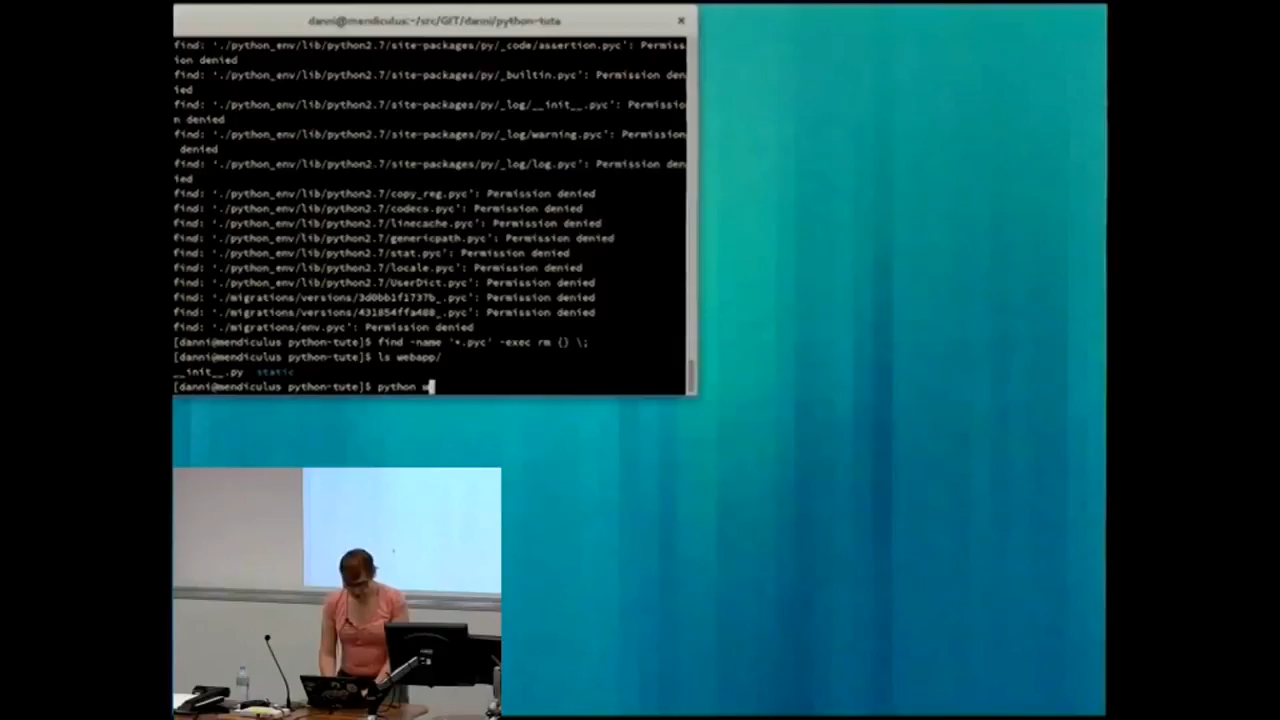 danni@mendiculus:~/src/GIT/danni/python-tute
find: './python_env/lib/python2.7/site-packages/py/_code/assertion.pyc': Permiss
ion denied
find: './python_env/lib/python2.7/site-packages/py/_builtin.pyc': Permission den
ied
find: './python_env/lib/python2.7/site-packages/py/_log/__init__.pyc': Permissio
n denied
find: './python_env/lib/python2.7/site-packages/py/_log/warning.pyc': Permission
 denied
find: './python_env/lib/python2.7/site-packages/py/_log/log.pyc': Permission den
ied
find: './python_env/lib/python2.7/copy_reg.pyc': Permission denied
find: './python_env/lib/python2.7/codecs.pyc': Permission denied
find: './python_env/lib/python2.7/linecache.pyc': Permission denied
find: './python_env/lib/python2.7/genericpath.pyc': Permission denied
find: './python_env/lib/python2.7/stat.pyc': Permission denied
find: './python_env/lib/python2.7/locale.pyc': Permission denied
find: './python_env/lib/python2.7/UserDict.pyc': Permission denied
find: './migrations/versions/3d0bb1f1737b_.pyc': Permission denied
find: './migrations/versions/431854ffa488_.pyc': Permission denied
find: './migrations/env.pyc': Permission denied
[danni@mendiculus python-tute]$ find -name '*.pyc' -exec rm {} \;
[danni@mendiculus python-tute]$ ls webapp/
__init__.py  static
[danni@mendiculus python-tute]$ python w